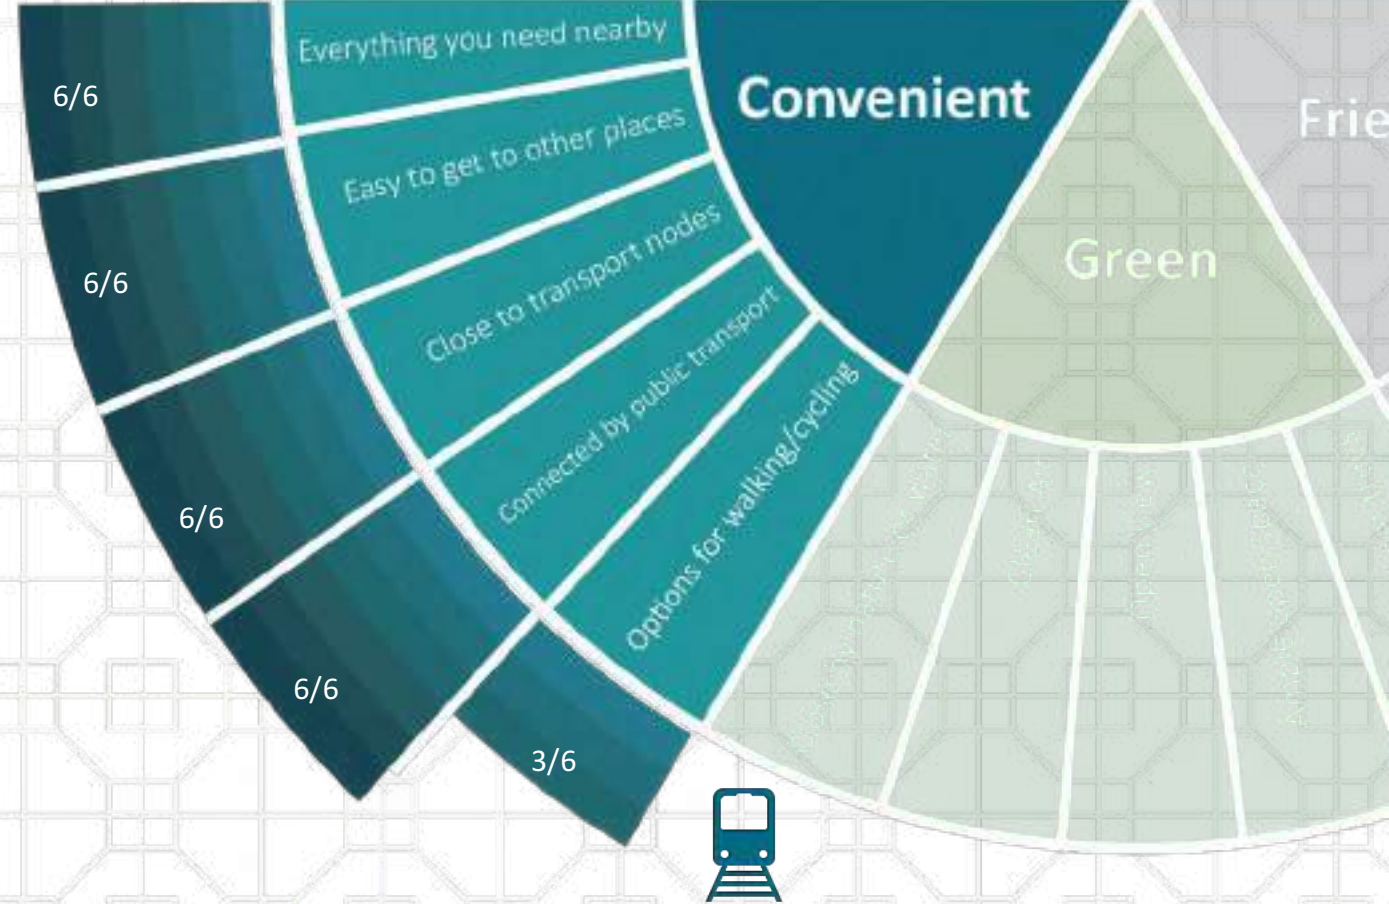 Everything you need nearby
6/6
Convenient
Easy to get to other places
6/6
Close to transport nodes
6/6
Connected by public transport
6/6
Options for walking/cycling
3/6
Green
Frie